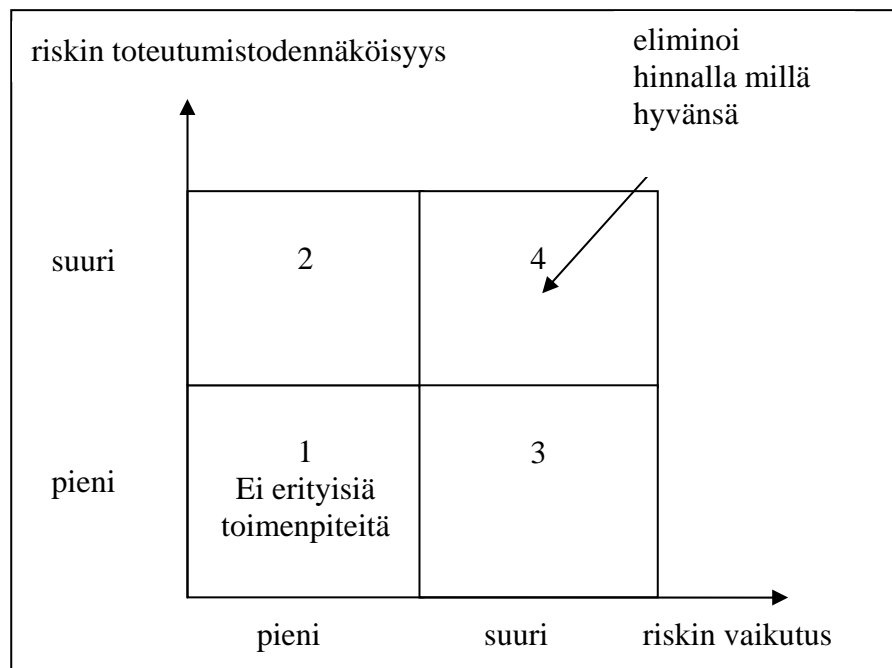 riskin toteutumistodennäköisyys
eliminoi
hinnalla millä
hyvänsä
suuri
2
4
pieni
1
Ei erityisiä
toimenpiteitä
3
pieni
suuri
riskin vaikutus